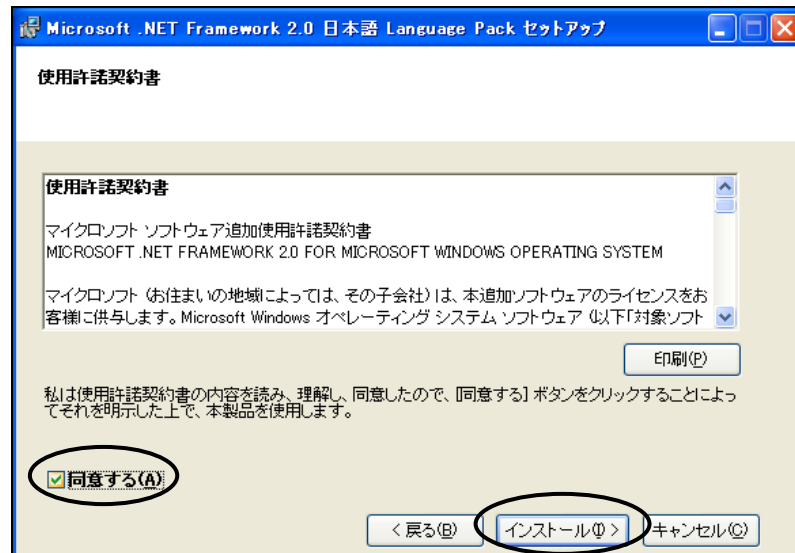 Microsoft .NET Framework 2.0 日本語 Language Pack セットアップ
使用許諾契約書
使用許諾契約書
マイクロソフト ソフトウェア追加使用許諾契約書
MICROSOFT .NET FRAMEWORK 2.0 FOR MICROSOFT WINDOWS OPERATING SYSTEM
マイクロソフト (お住まいの地域によっては、その子会社) は、本追加ソフトウェアのライセンスをお
客様に供与します。Microsoft Windows オペレーティング システム ソフトウェア (以下「対象ソフト
印刷(P)
私は使用許諾契約書の内容を読み、理解し、同意したので、[同意する] ボタンをクリックすることによっ
てそれを明示した上で、本製品を使用します。
同意する(A)
< 戻る(B)
インストール(I) >
キャンセル(C)